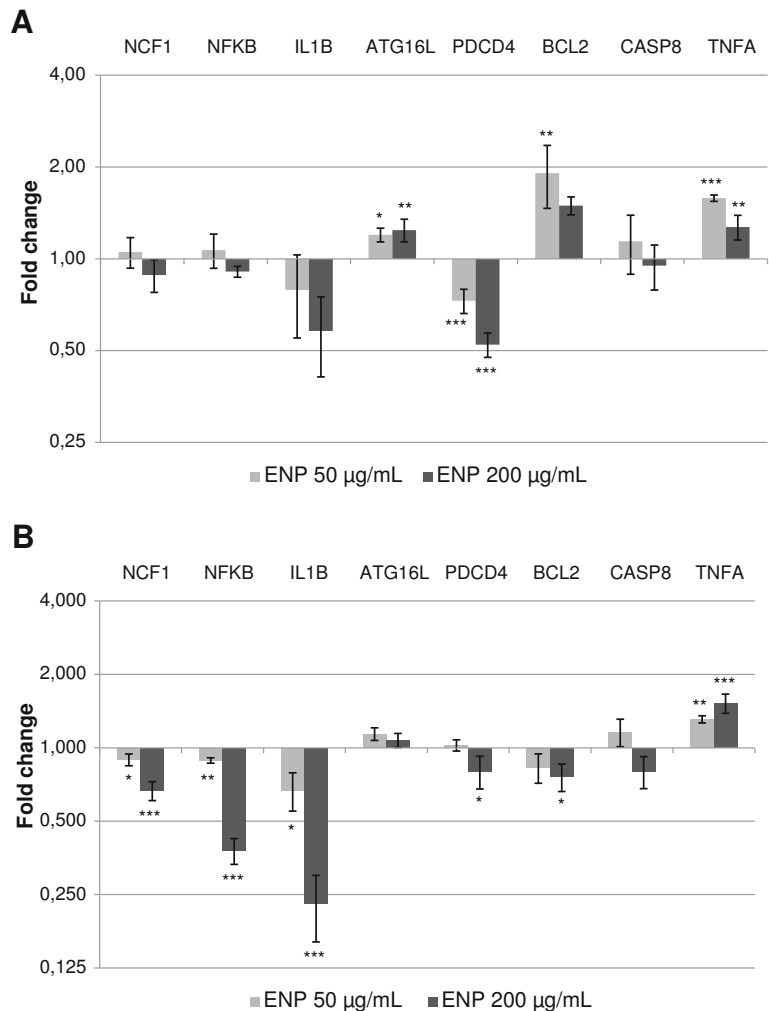 A
NCF1 NFKB IL1B ATG16L PDCD4 BCL2 CASP8 TNFA
4,00
2,00
1,00
0,50
0,25
Fold change
** *** ** * **
*** ***
ENP 50 µg/mL ENP 200 µg/mL
B
NCF1 NFKB IL1B ATG16L PDCD4 BCL2 CASP8 TNFA
4,000
2,000
1,000
0,500
0,250
0,125
Fold change
** ***
* ** * *
*** *
*** ***
ENP 50 µg/mL ENP 200 µg/mL